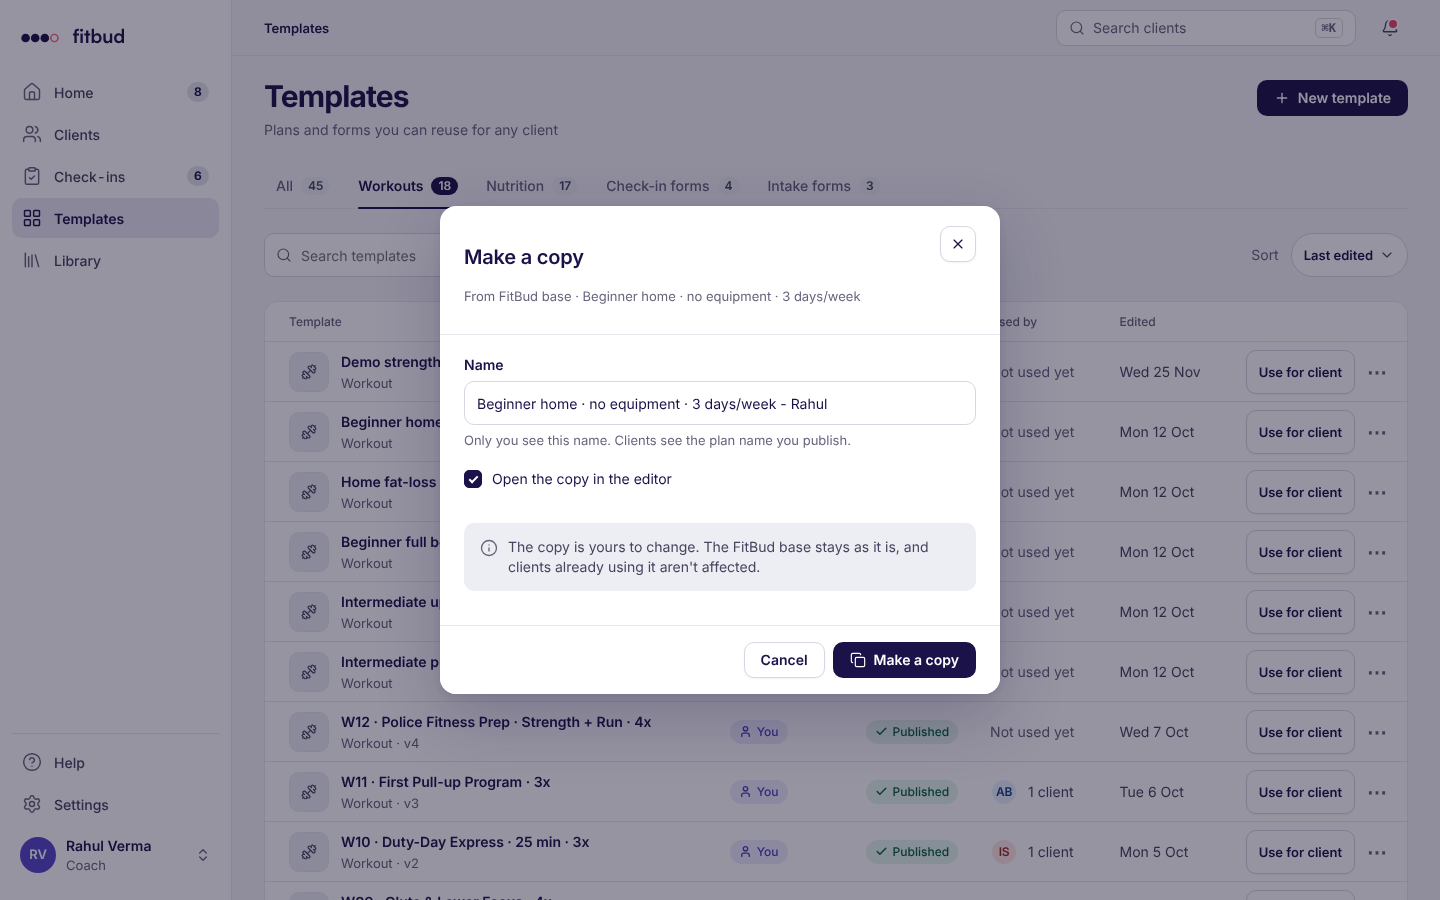 fitbud
Templates
Search clients
⌘K
Home
8
Clients
Check-ins
6
Templates
Library
Templates
Plans and forms you can reuse for any client
New template
All 45
Workouts 18
Nutrition 17
Check-in forms 4
Intake forms 3
Search templates
Sort
Last edited
Make a copy
From FitBud base · Beginner home · no equipment · 3 days/week
Name
Beginner home · no equipment · 3 days/week - Rahul
Only you see this name. Clients see the plan name you publish.
Open the copy in the editor
The copy is yours to change. The FitBud base stays as it is, and
clients already using it aren't affected.
Cancel
Make a copy
Template
by
Edited
Demo strength
Workout
used yet
Wed 25 Nov
Use for client
Beginner home
Workout
used yet
Mon 12 Oct
Use for client
Home fat-loss
Workout
used yet
Mon 12 Oct
Use for client
Beginner full
Workout
used yet
Mon 12 Oct
Use for client
Intermediate
Workout
used yet
Mon 12 Oct
Use for client
Intermediate
Workout
used yet
Mon 12 Oct
Use for client
W12 · Police Fitness Prep · Strength + Run · 4x
Workout · v4
You
Published
Not used yet
Wed 7 Oct
Use for client
W11 · First Pull-up Program · 3x
Workout · v3
You
Published
AB
1 client
Tue 6 Oct
Use for client
W10 · Duty-Day Express · 25 min · 3x
Workout · v2
You
Published
IS
1 client
Mon 5 Oct
Use for client
Help
Settings
RV
Rahul Verma
Coach